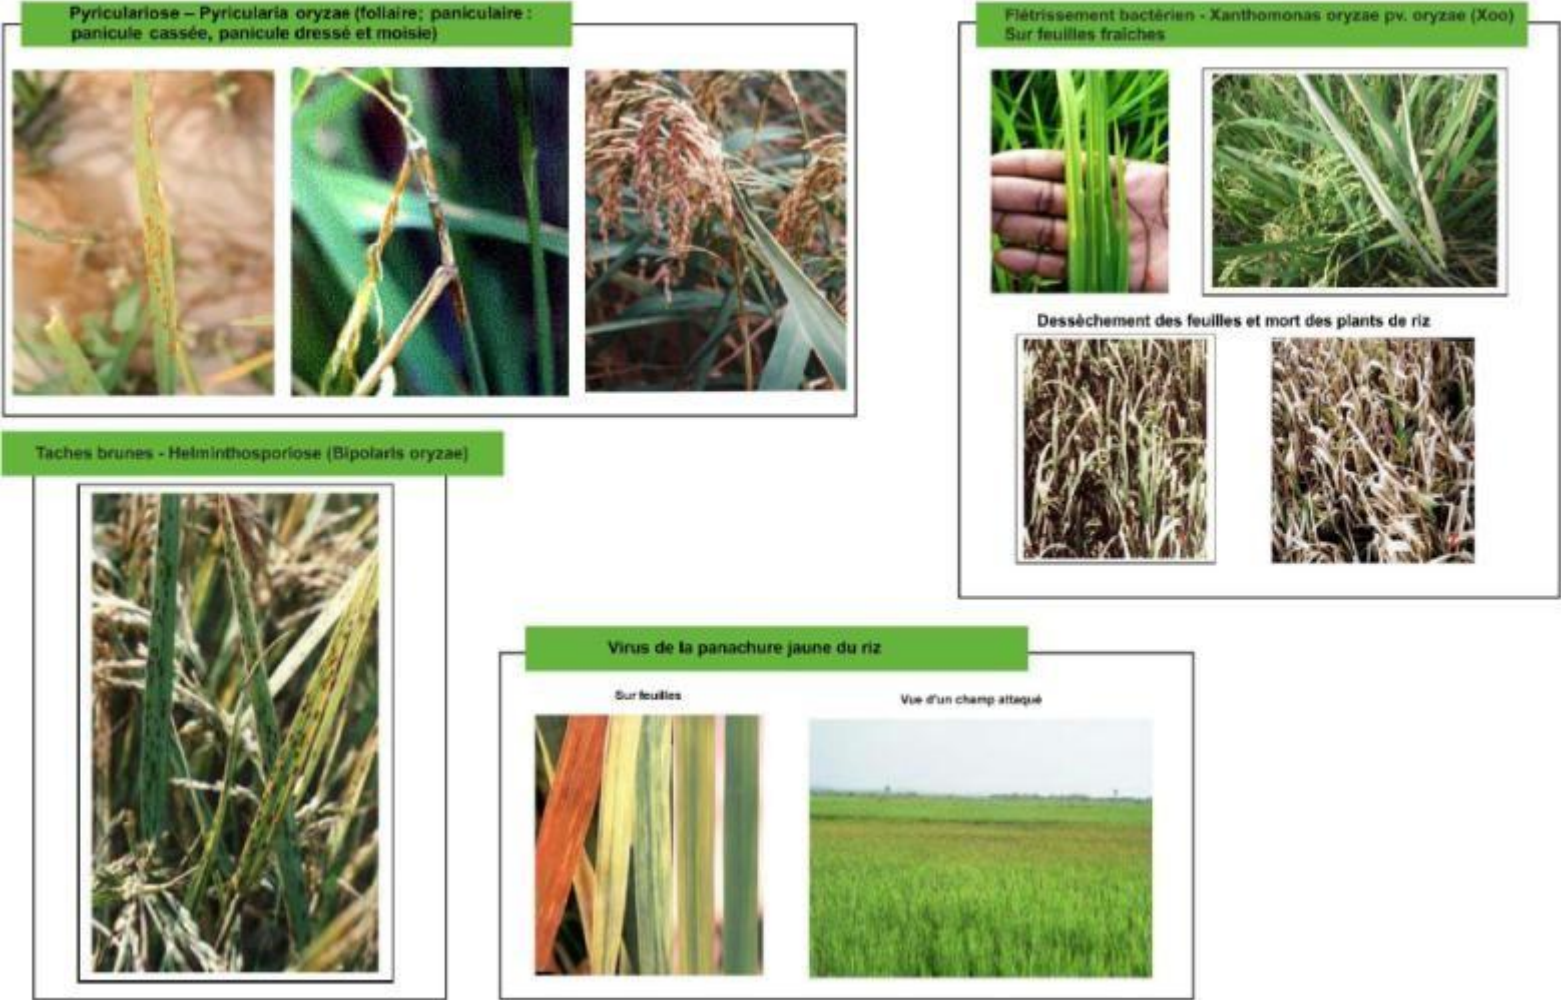 Pyriculariose – Pyricularia oryzae (foliaire; paniculaire :
panicule cassée, panicule dressé et moisie)
Flétrissement bactérien - Xanthomonas oryzae pv. oryzae (Xoo)
Sur feuilles fraîches
Dessèchement des feuilles et mort des plants de riz
Taches brunes - Helminthosporiose (Bipolaris oryzae)
Virus de la panachure jaune du riz
Sur feuilles
Vue d'un champ attaqué